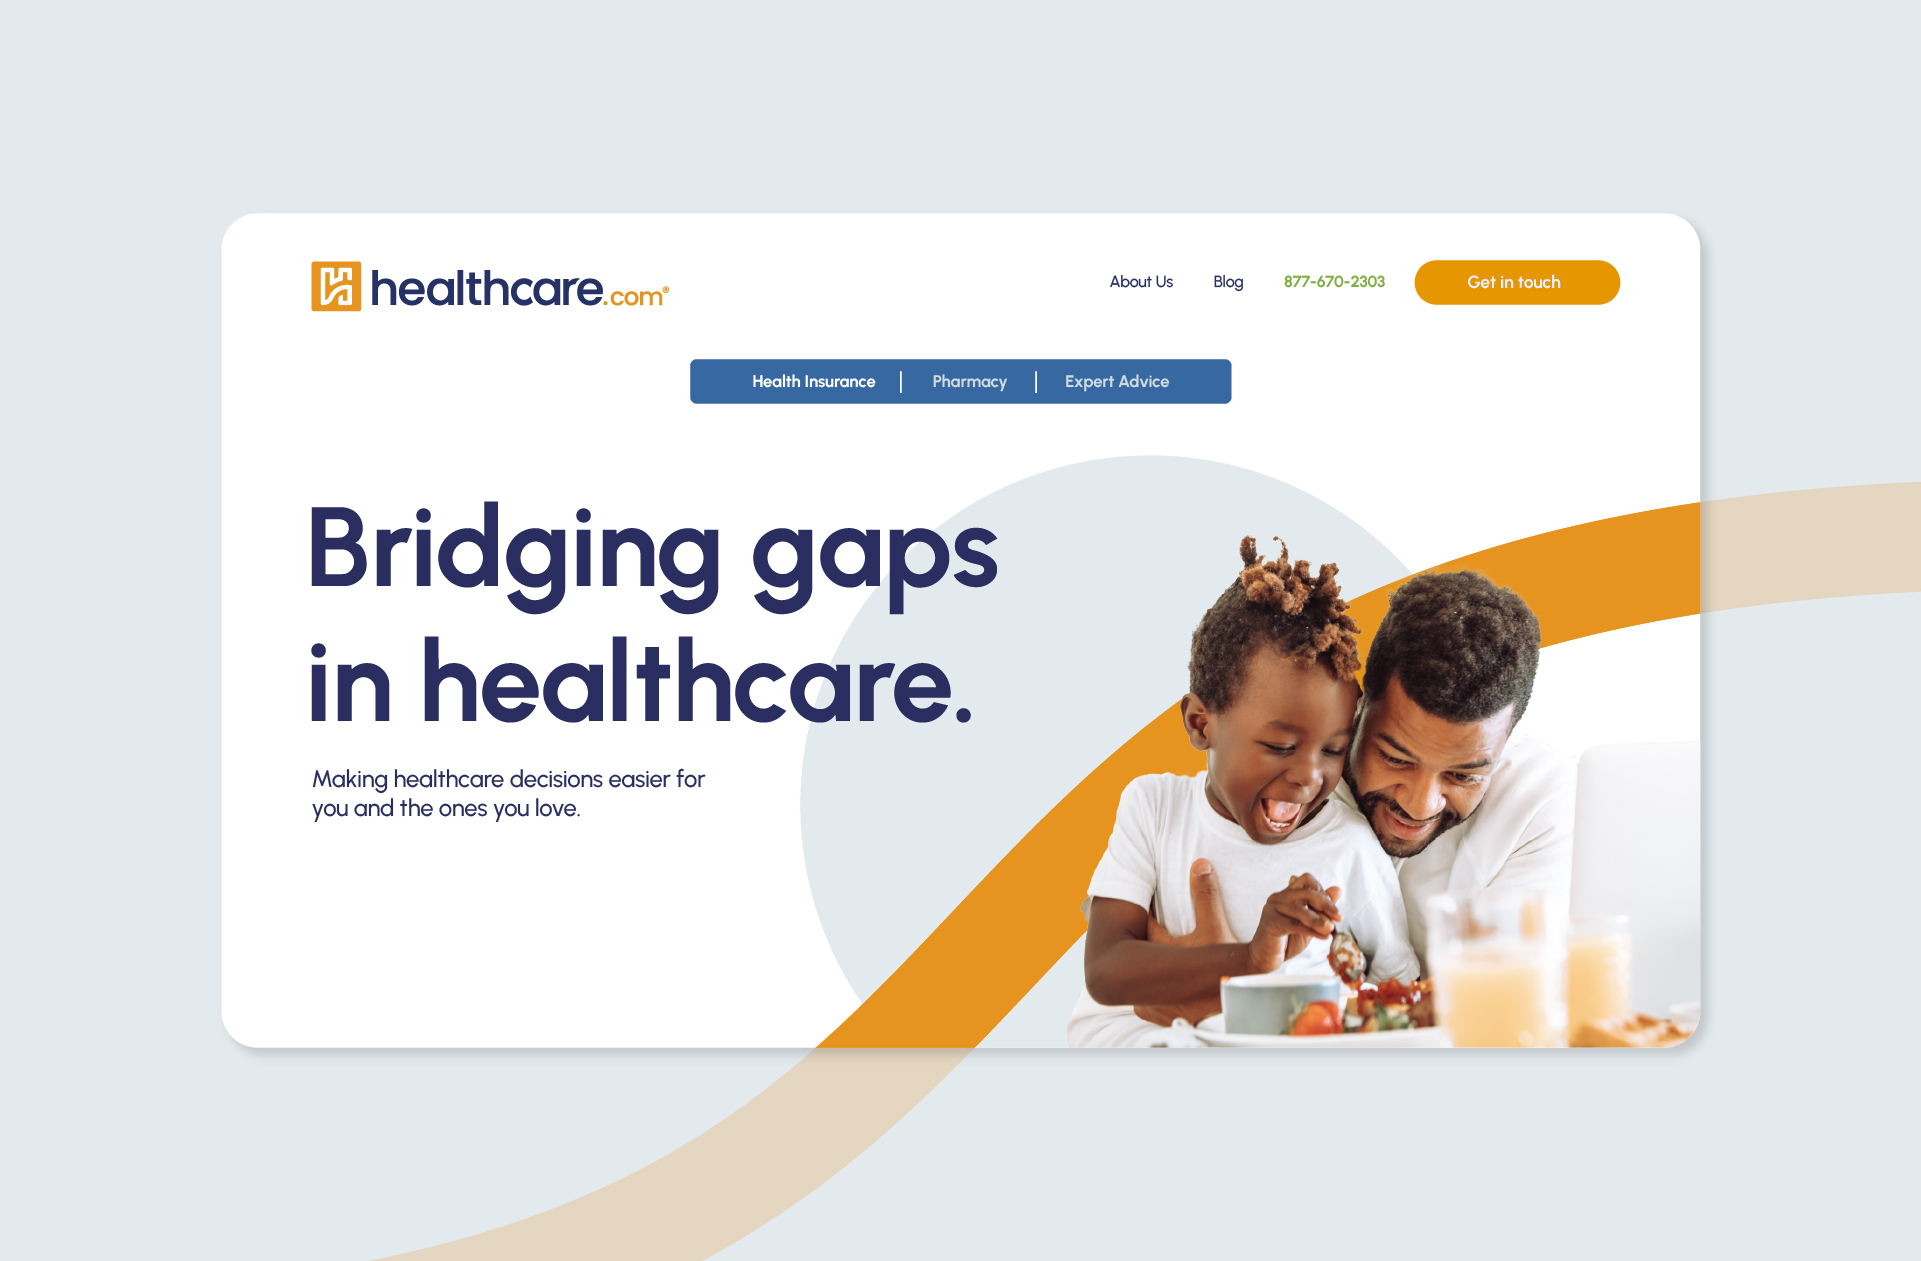 healthcare.com®
About Us
Blog
877-670-2303
Get in touch
Health Insurance
Pharmacy
Expert Advice
Bridging gaps
in healthcare.
Making healthcare decisions easier for
you and the ones you love.